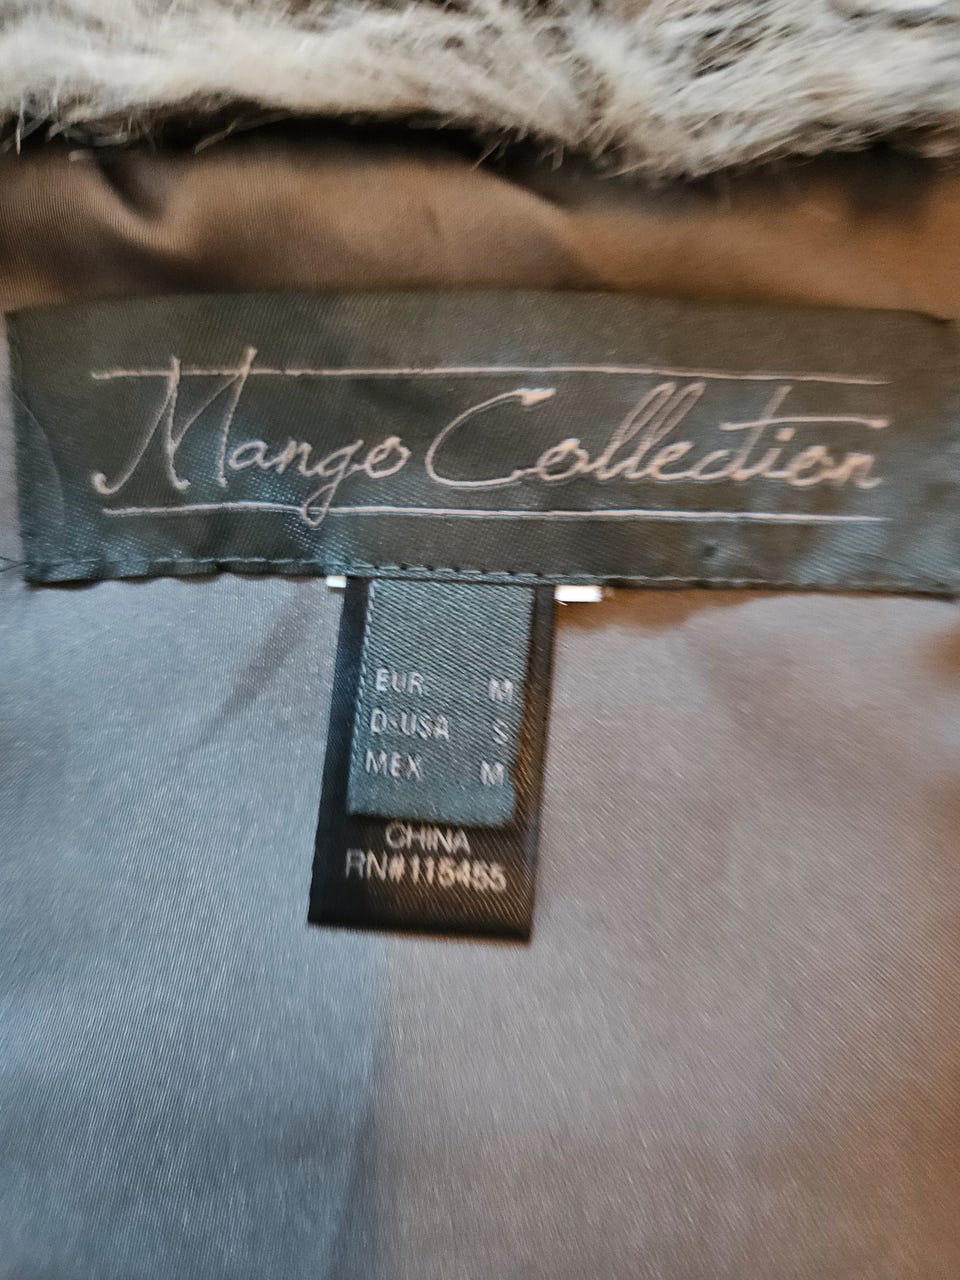 Mango Collection
EUR M
D-USA S
MEX M
CHINA
RN#115455